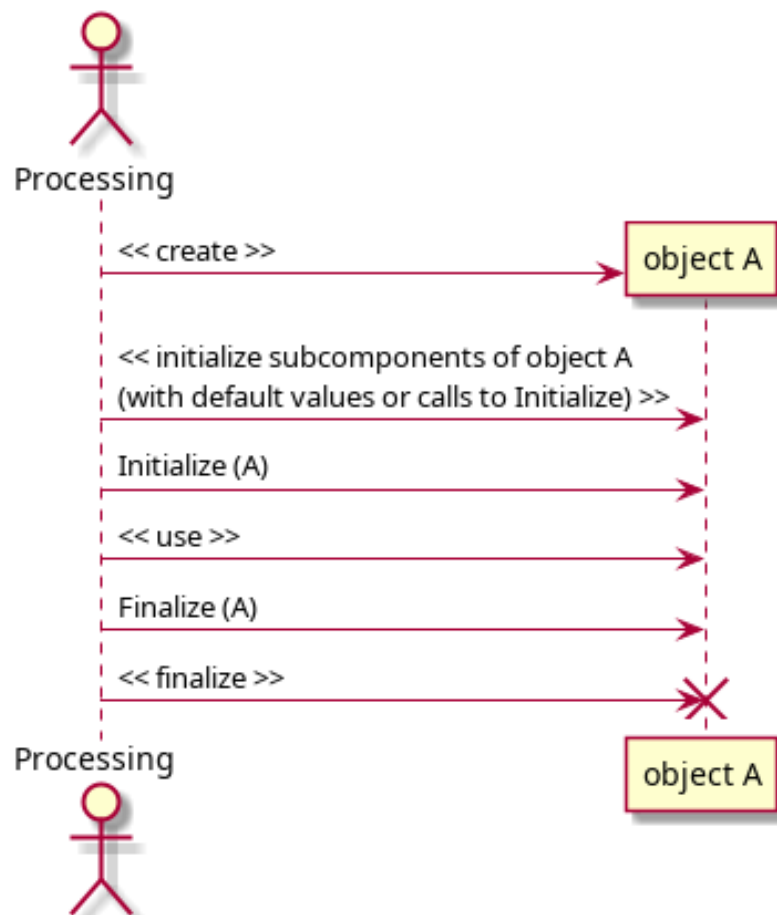 Processing
<< create >>
object A
<< initialize subcomponents of object A
(with default values or calls to Initialize) >>
Initialize (A)
<< use >>
Finalize (A)
<< finalize >>
Processing
object A